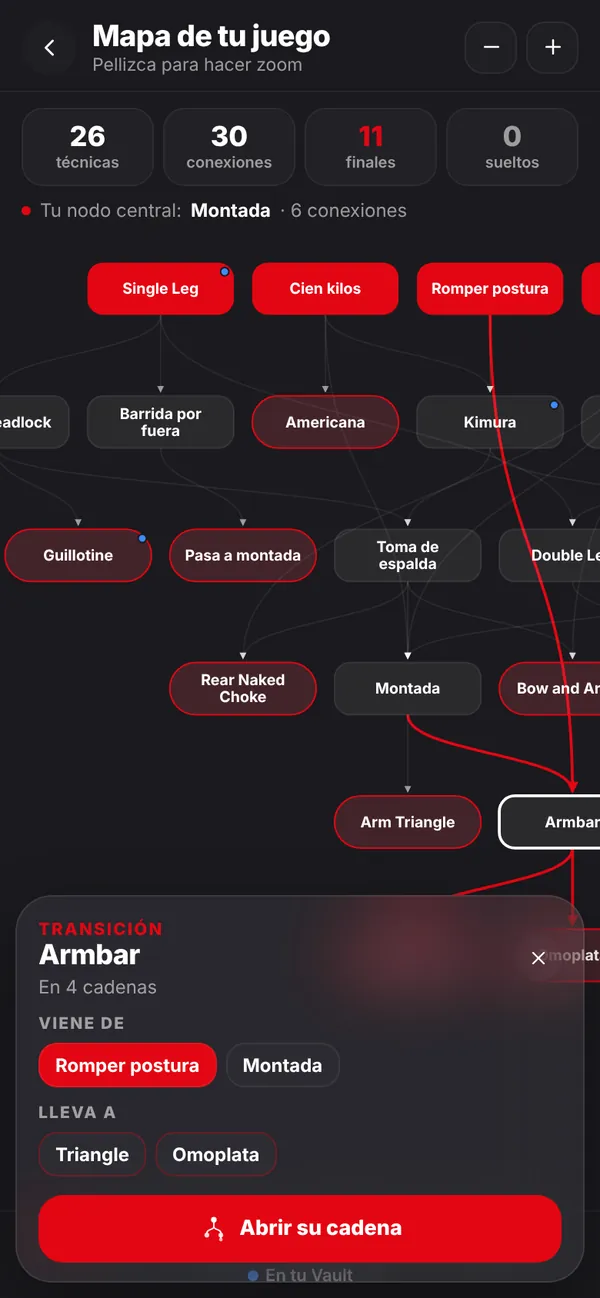 Mapa de tu juego
Pellizca para hacer zoom
26
técnicas
30
conexiones
11
finales
0
sueltos
Tu nodo central: Montada · 6 conexiones
Single Leg
Cien kilos
Romper postura
eadlock
Barrida por
fuera
Americana
Kimura
Guillotine
Pasa a montada
Toma de
espalda
Double Le
Rear Naked
Choke
Montada
Bow and Ar
Arm Triangle
Armbar
Omoplat
TRANSICIÓN
Armbar
En 4 cadenas
VIENE DE
Romper postura
Montada
LLEVA A
Triangle
Omoplata
Abrir su cadena
En tu Vault